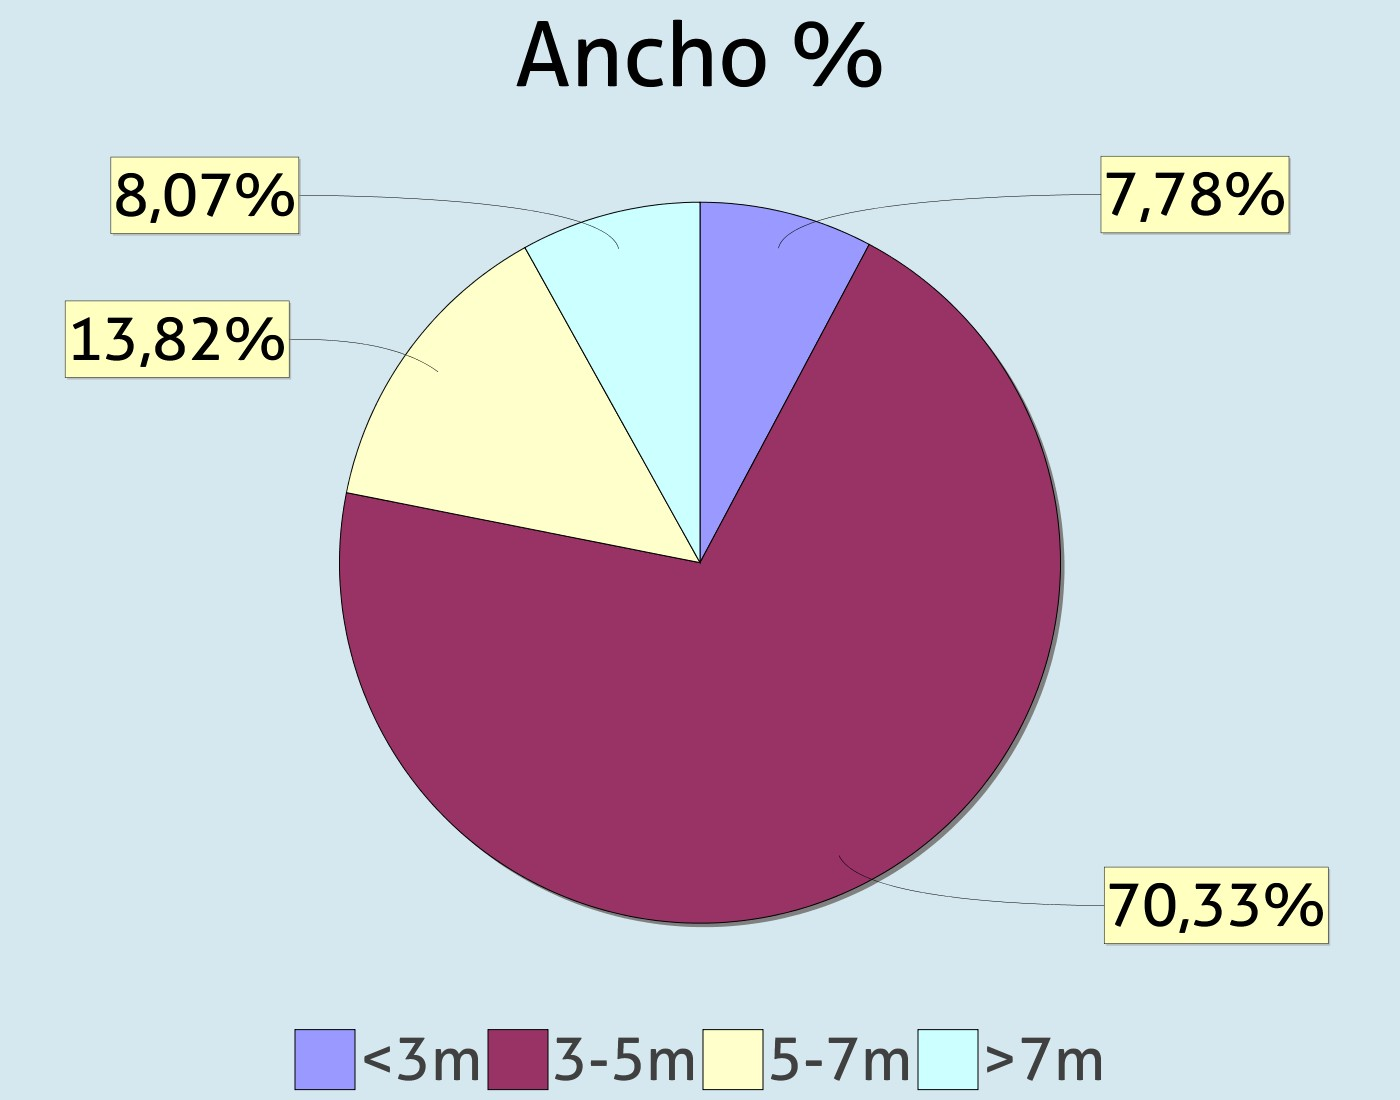 Ancho %
8,07%
7,78%
13,82%
70,33%
<3m 3-5m 5-7m >7m